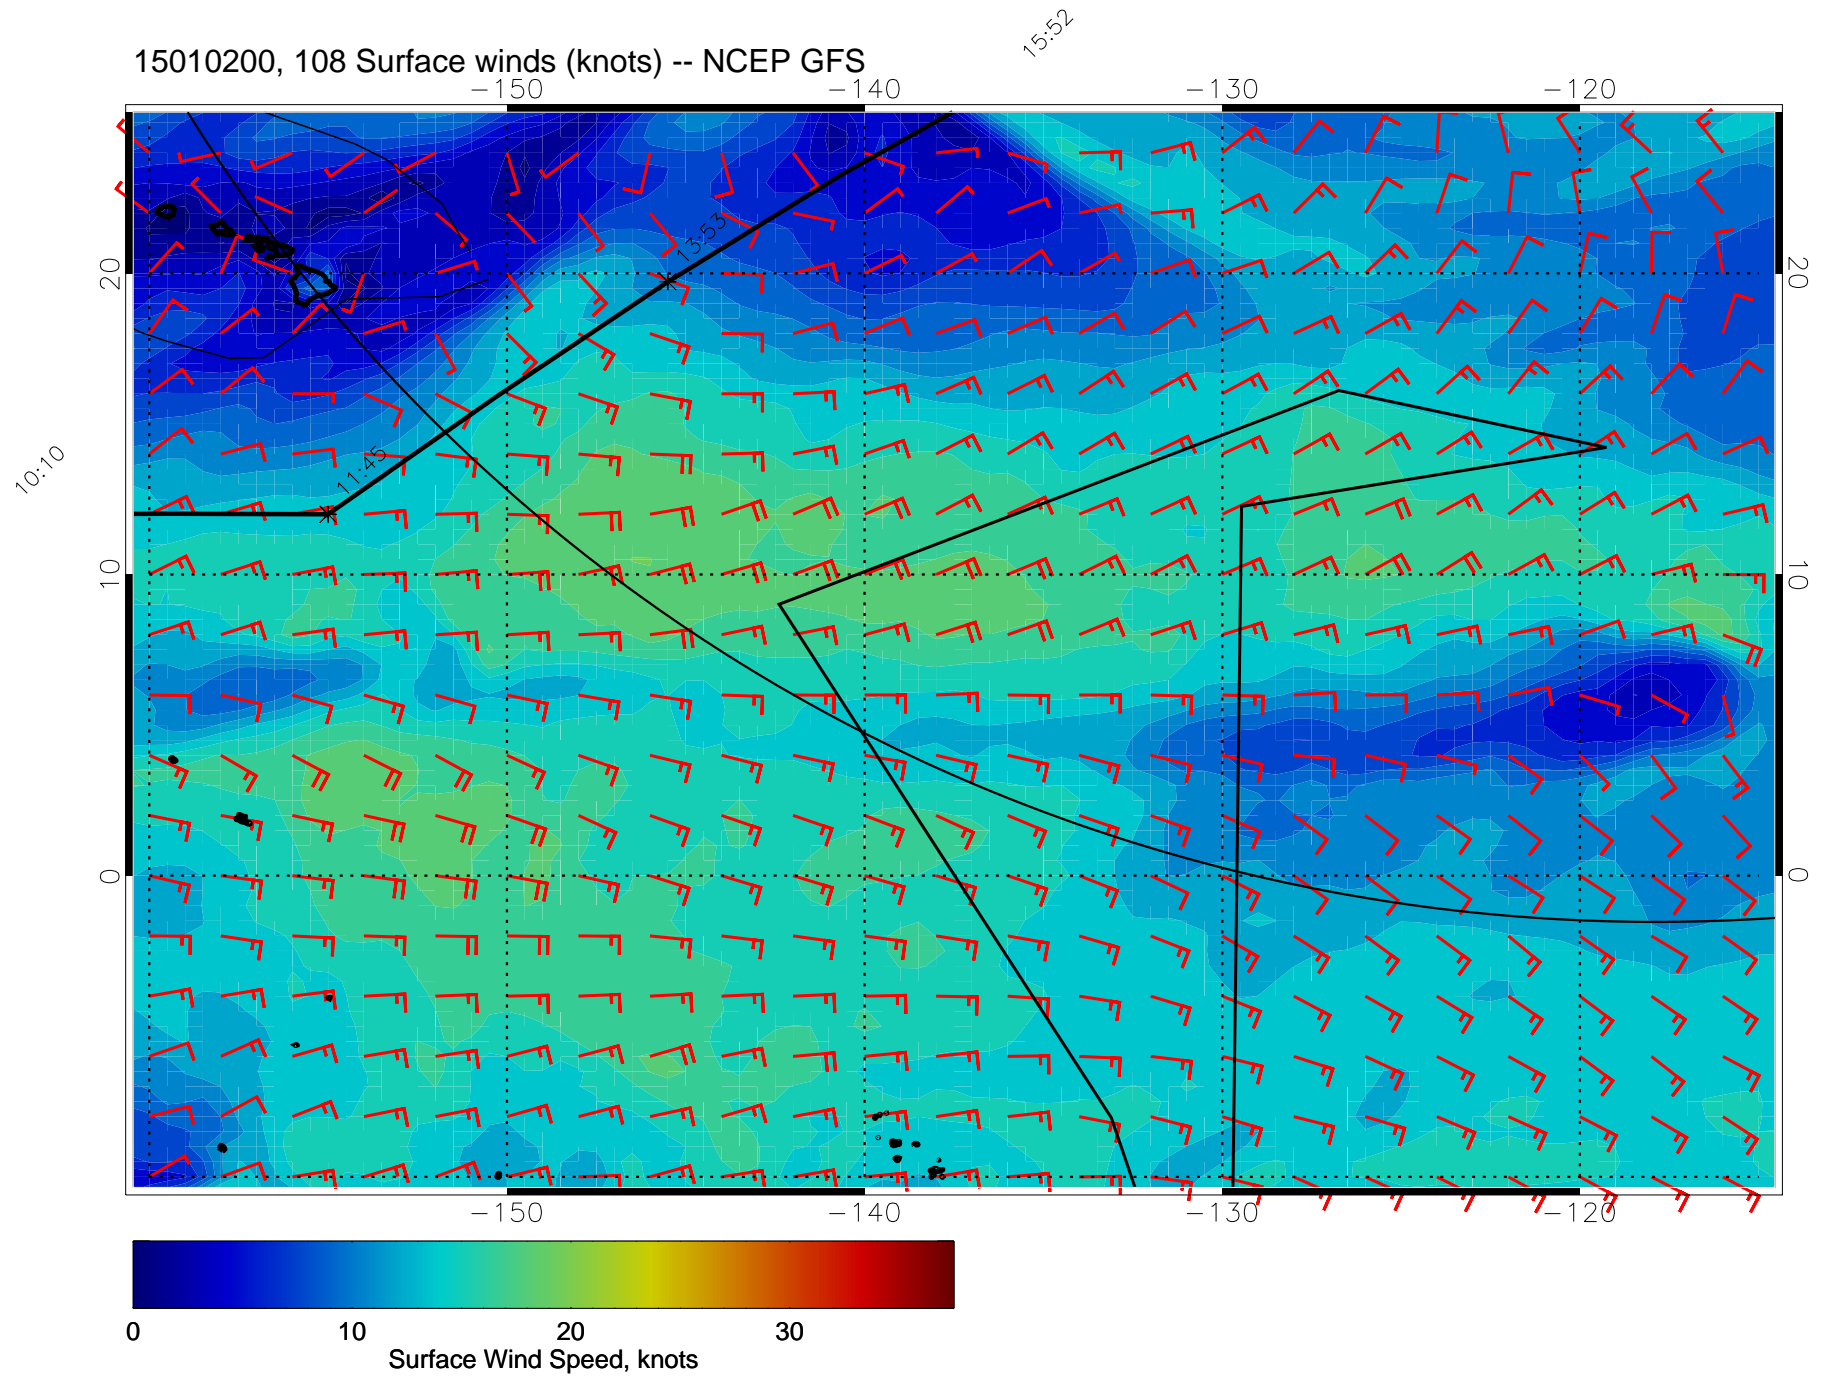 15:52
15010200, 108 Surface winds (knots) -- NCEP GFS
-150 -140 -130 -120
13:53
20 20
10:10
11:45
10 10
0 0
-150 -140 -130 -120
0 10 20 30
Surface Wind Speed, knots